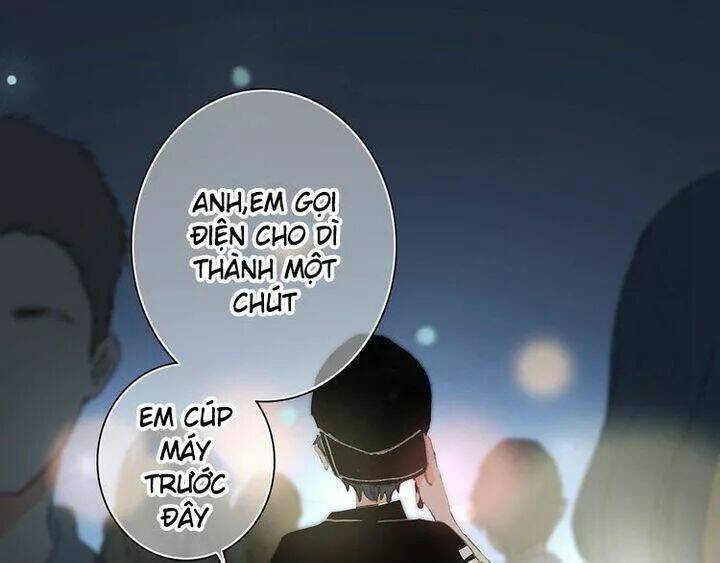 ANH,EM GỌI
ĐIỆN CHO DÌ
THÀNH MỘT
CHÚT
EM CÚP
MÁY
TRƯỚC
ĐÂY